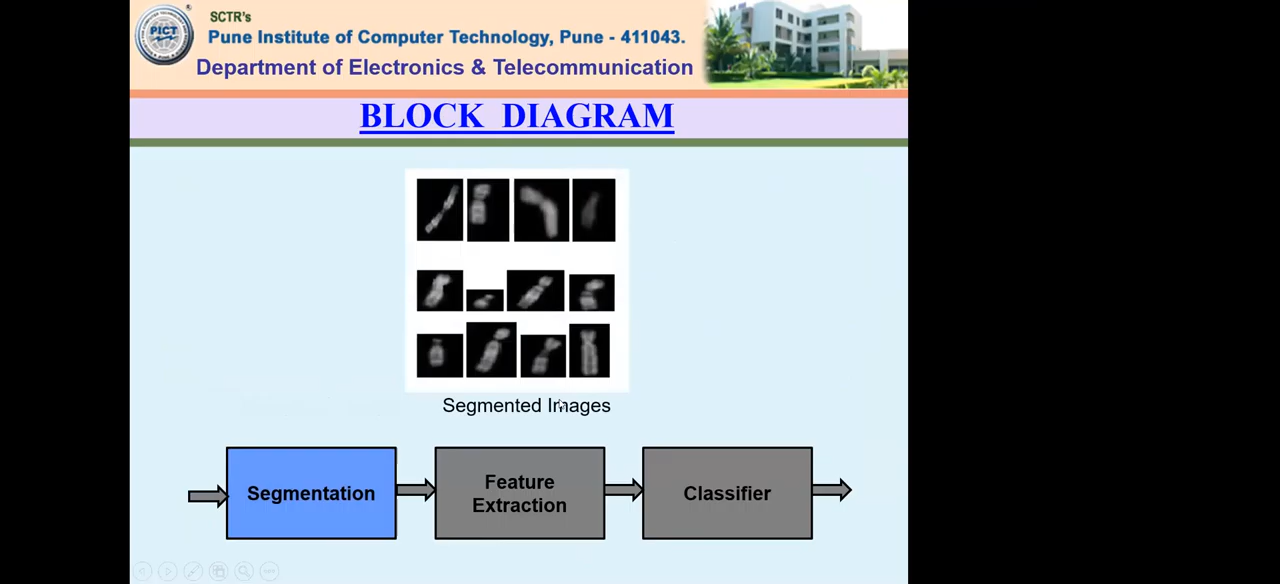 SCTR's
PICT
Pune Institute of Computer Technology, Pune - 411043.
Department of Electronics & Telecommunication
BLOCK DIAGRAM
Segmented Images
Segmentation
Feature
Extraction
Classifier